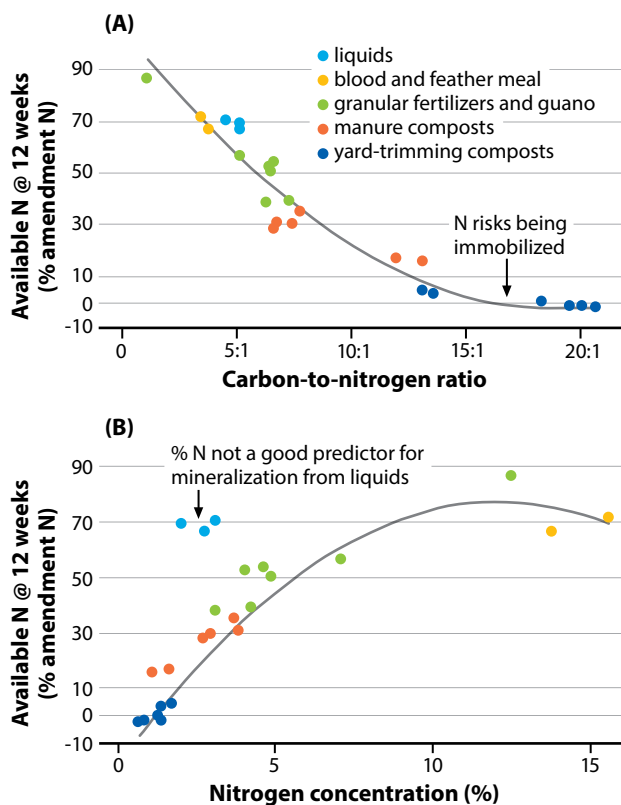 (A)
liquids
blood and feather meal
granular fertilizers and guano
manure composts
yard-trimming composts
N risks being
immobilized
Available N @ 12 weeks
(% amendment N)
90
70
50
30
10
0
-10
0
5:1
10:1
15:1
20:1
Carbon-to-nitrogen ratio
(B)
% N not a good predictor for
mineralization from liquids
Available N @ 12 weeks
(% amendment N)
90
70
50
30
10
0
-10
0
5
10
15
Nitrogen concentration (%)